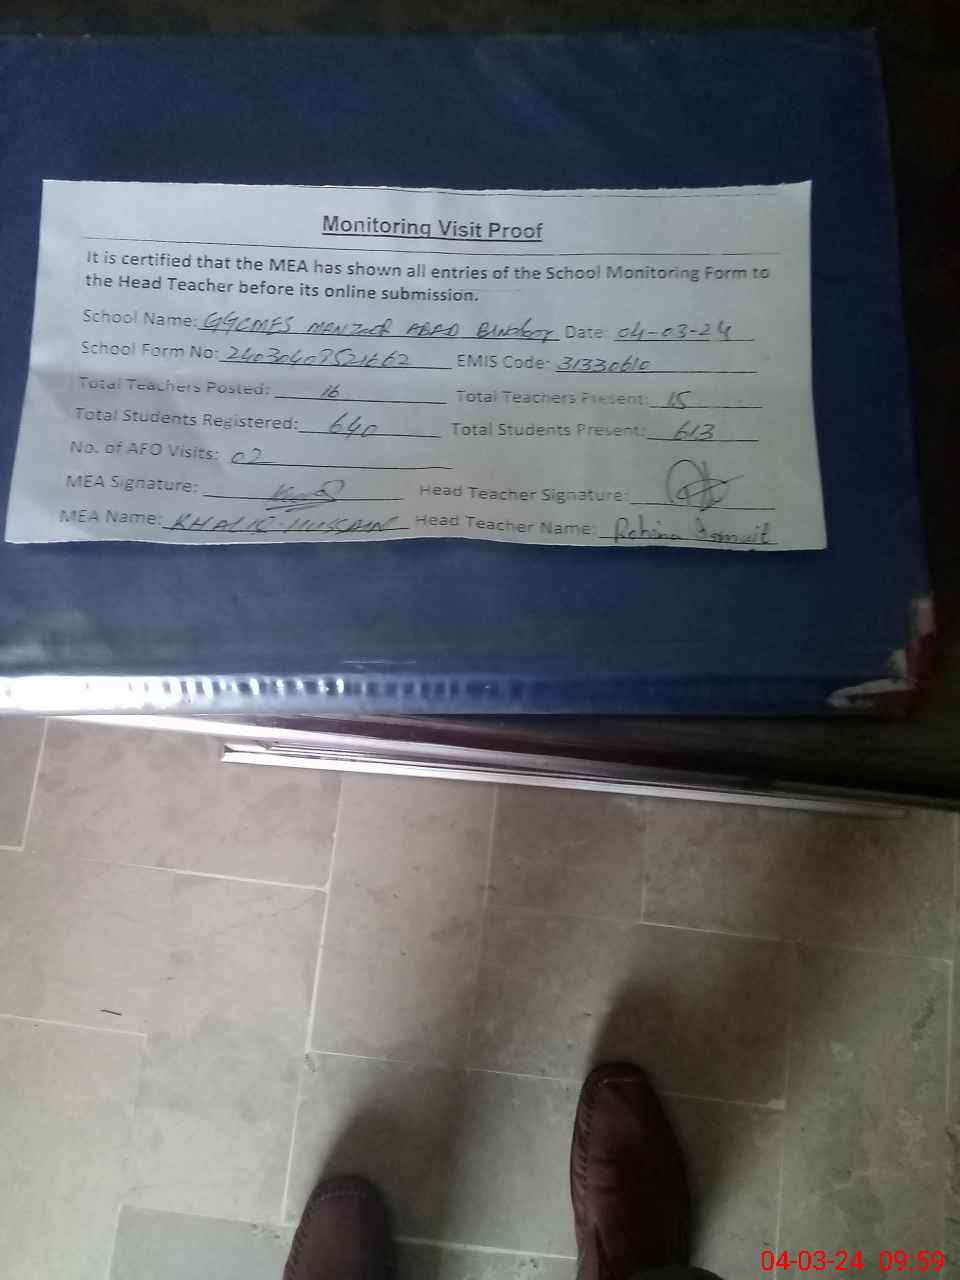 Monitoring Visit Proof
It is certified that the MEA has shown all entries of the School Monitoring Form to
the Head Teacher before its online submission.
School Name: GGCMES MANZOOR ABAD Date: 04-03-24
School Form No: EMIS Code: 31330610
Total Teachers Posted: 16 Total Teachers Present: 15
Total Students Registered: 640 Total Students Present: 613
No. of AFO Visits: 02
MEA Signature: Head Teacher Signature:
MEA Name: KHALIQ HUSSAIN Head Teacher Name: Robina Ismail
04-03-24 09:59